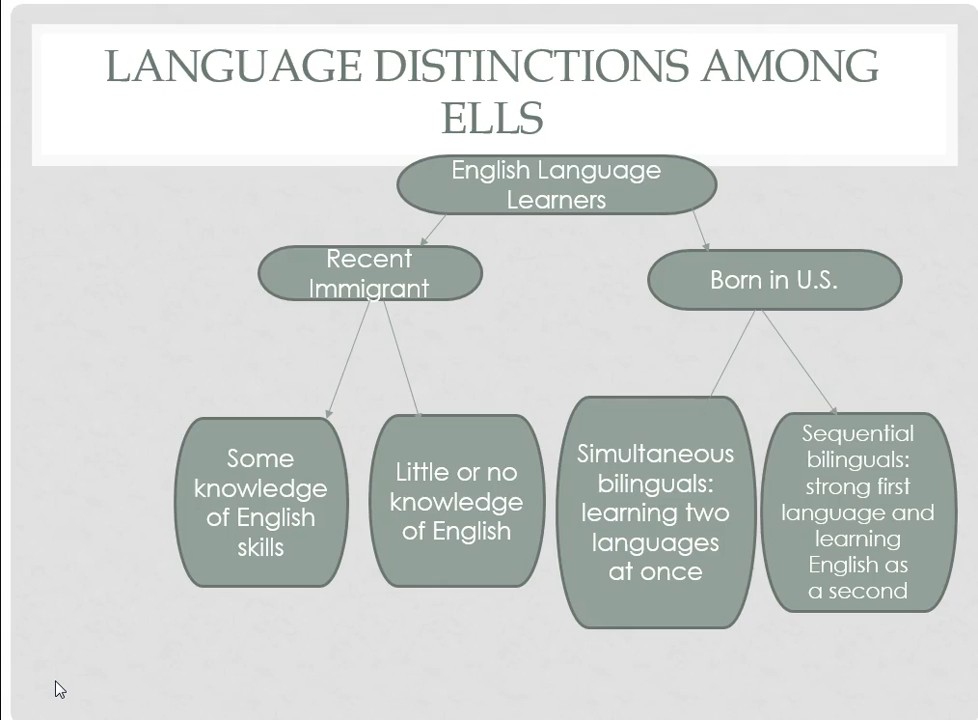 LANGUAGE DISTINCTIONS AMONG
ELLS
English Language
Learners
Recent
Immigrant
Born in U.S.
Some
knowledge
of English
skills
Little or no
knowledge
of English
Simultaneous
bilinguals:
learning two
languages
at once
Sequential
bilinguals:
strong first
language and
learning
English as
a second